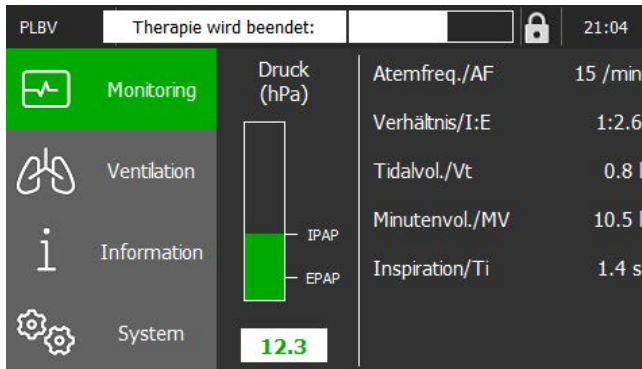 PLBV Therapie wird beendet: 21:04
Monitoring
Ventilation
Information
System
Druck
(hPa)
IPAP
EPAP
12.3
Atemfreq./AF 15 /min
Verhältnis/I:E 1:2.6
Tidalvol./Vt 0.8 l
Minutenvol./MV 10.5 l
Inspiration/Ti 1.4 s